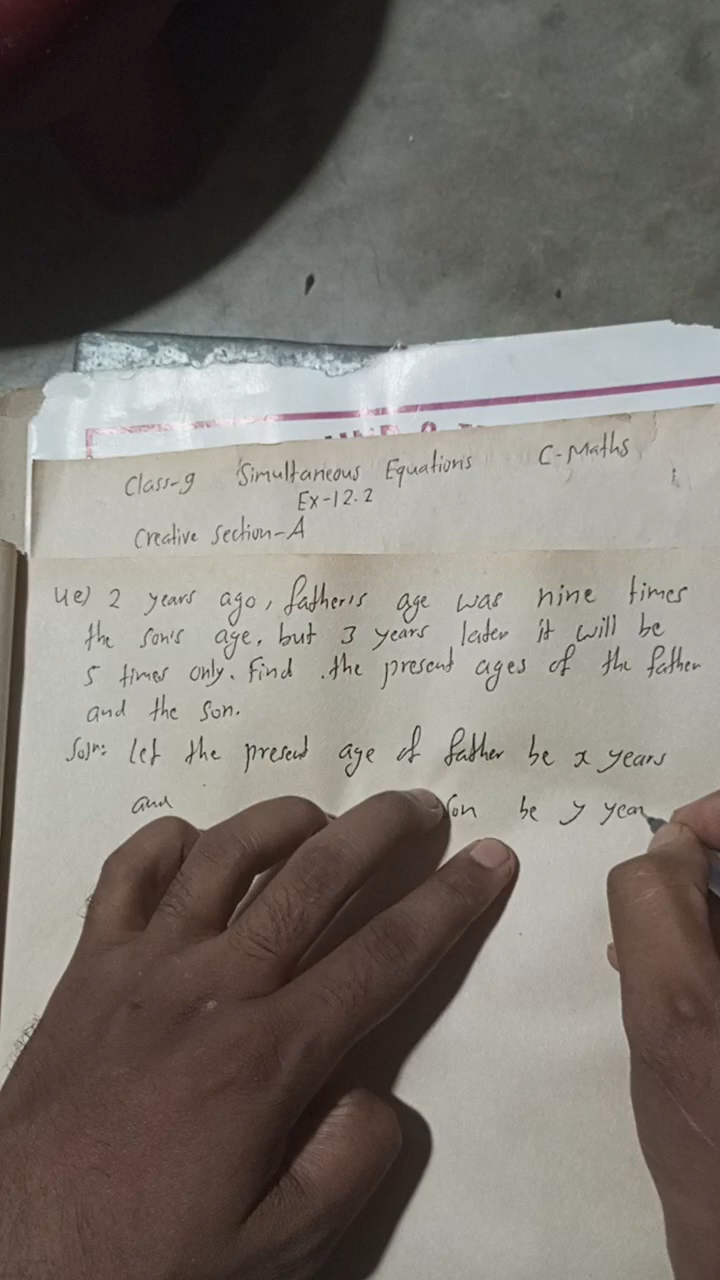 Class-9 Simultaneous Equations C-Maths
Ex-12.2
Creative section-A
4e) 2 years ago, father's age was nine times
the son's age, but 3 years later it will be
5 times only. Find the present ages of the father
and the son.
Soln: let the present age of father be x years
and son be y year